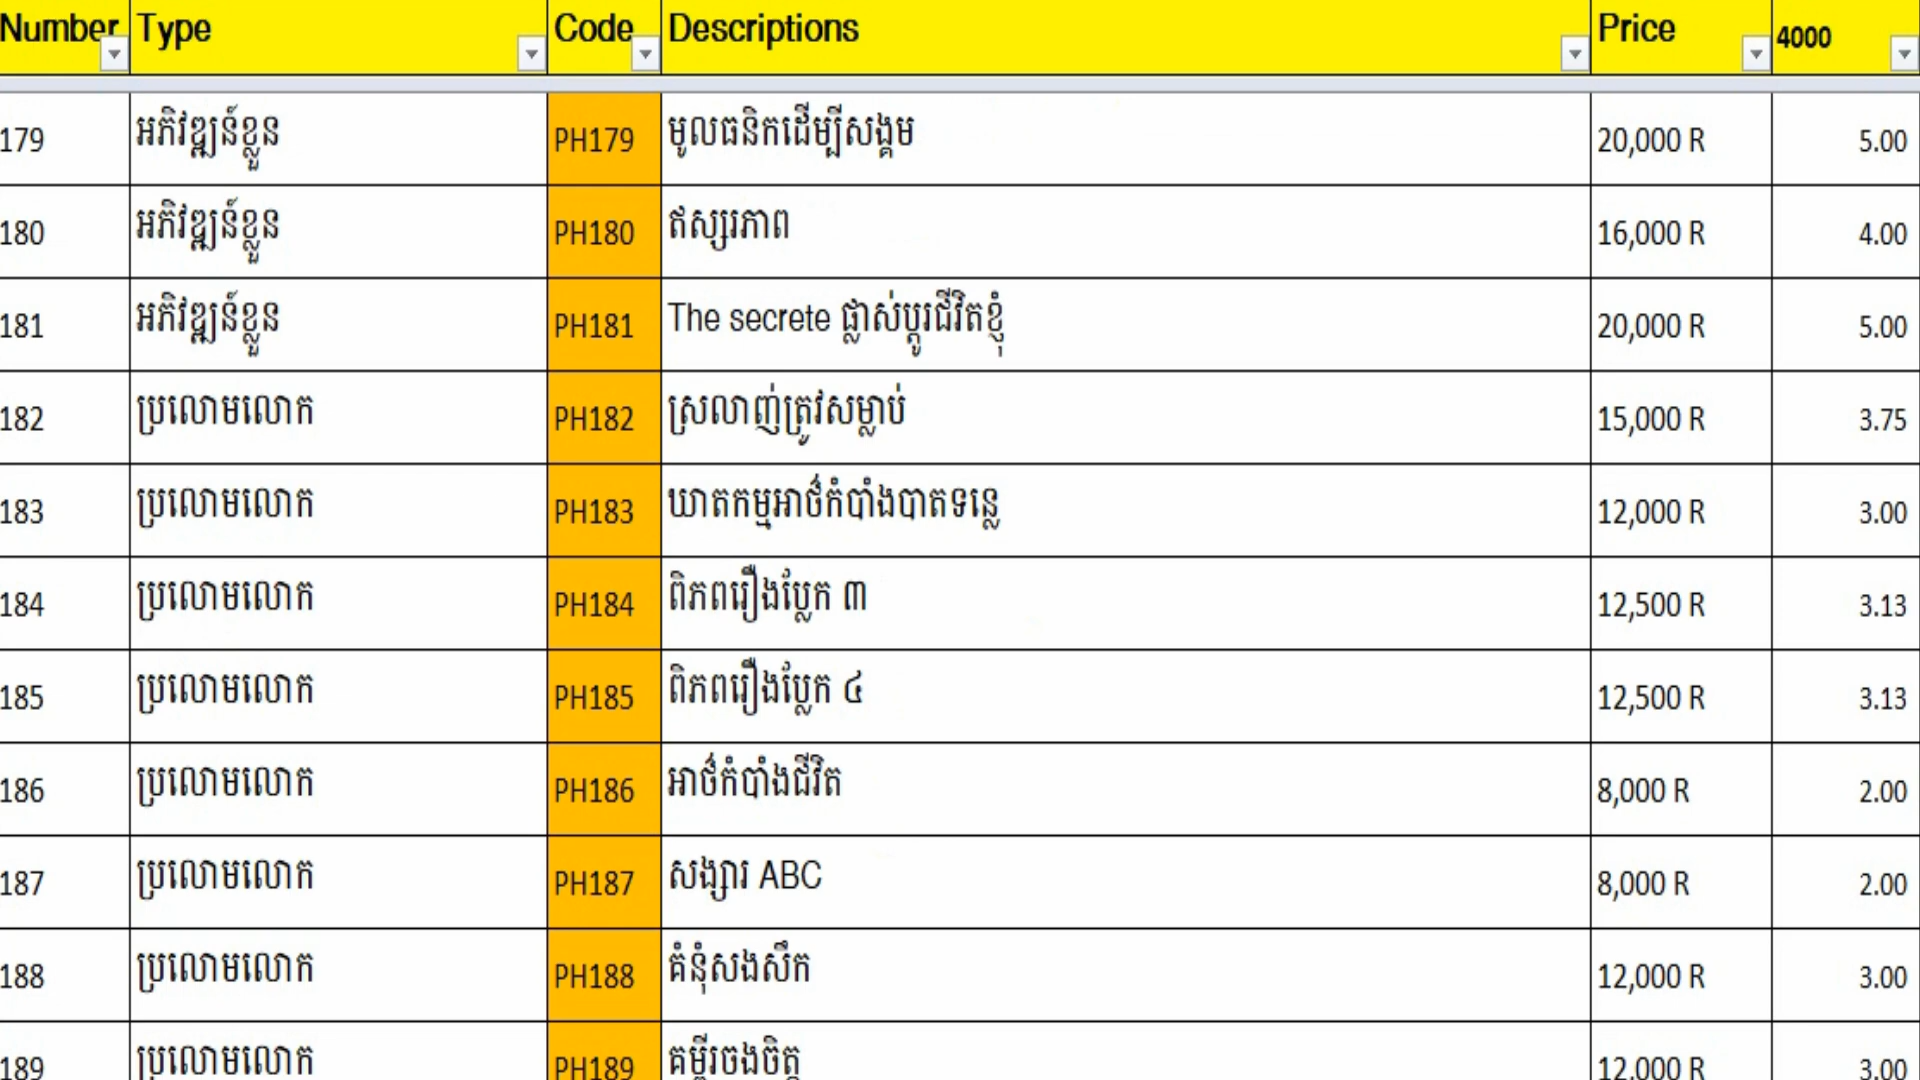 Number Type Code Descriptions Price 4000
179 អភិវឌ្ឍន៍ខ្លួន PH179 មូលធនិកដើម្បីសង្គម 20,000 R 5.00
180 អភិវឌ្ឍន៍ខ្លួន PH180 ឥស្សរភាព 16,000 R 4.00
181 អភិវឌ្ឍន៍ខ្លួន PH181 The secrete ផ្លាស់ប្តូរជីវិតខ្ញុំ 20,000 R 5.00
182 ប្រលោមលោក PH182 ស្រលាញ់ត្រូវសម្លាប់ 15,000 R 3.75
183 ប្រលោមលោក PH183 ឃាតកម្មអាថ៌កំបាំងបាតទន្លេ 12,000 R 3.00
184 ប្រលោមលោក PH184 ពិភពរឿងប្លែក ៣ 12,500 R 3.13
185 ប្រលោមលោក PH185 ពិភពរឿងប្លែក ៤ 12,500 R 3.13
186 ប្រលោមលោក PH186 អាថ៌កំបាំងជីវិត 8,000 R 2.00
187 ប្រលោមលោក PH187 សង្សារ ABC 8,000 R 2.00
188 ប្រលោមលោក PH188 គំនុំសងសឹក 12,000 R 3.00
189 ប្រលោមលោក PH189 គម្ពីរចងចិត្ត 12,000 R 3.00